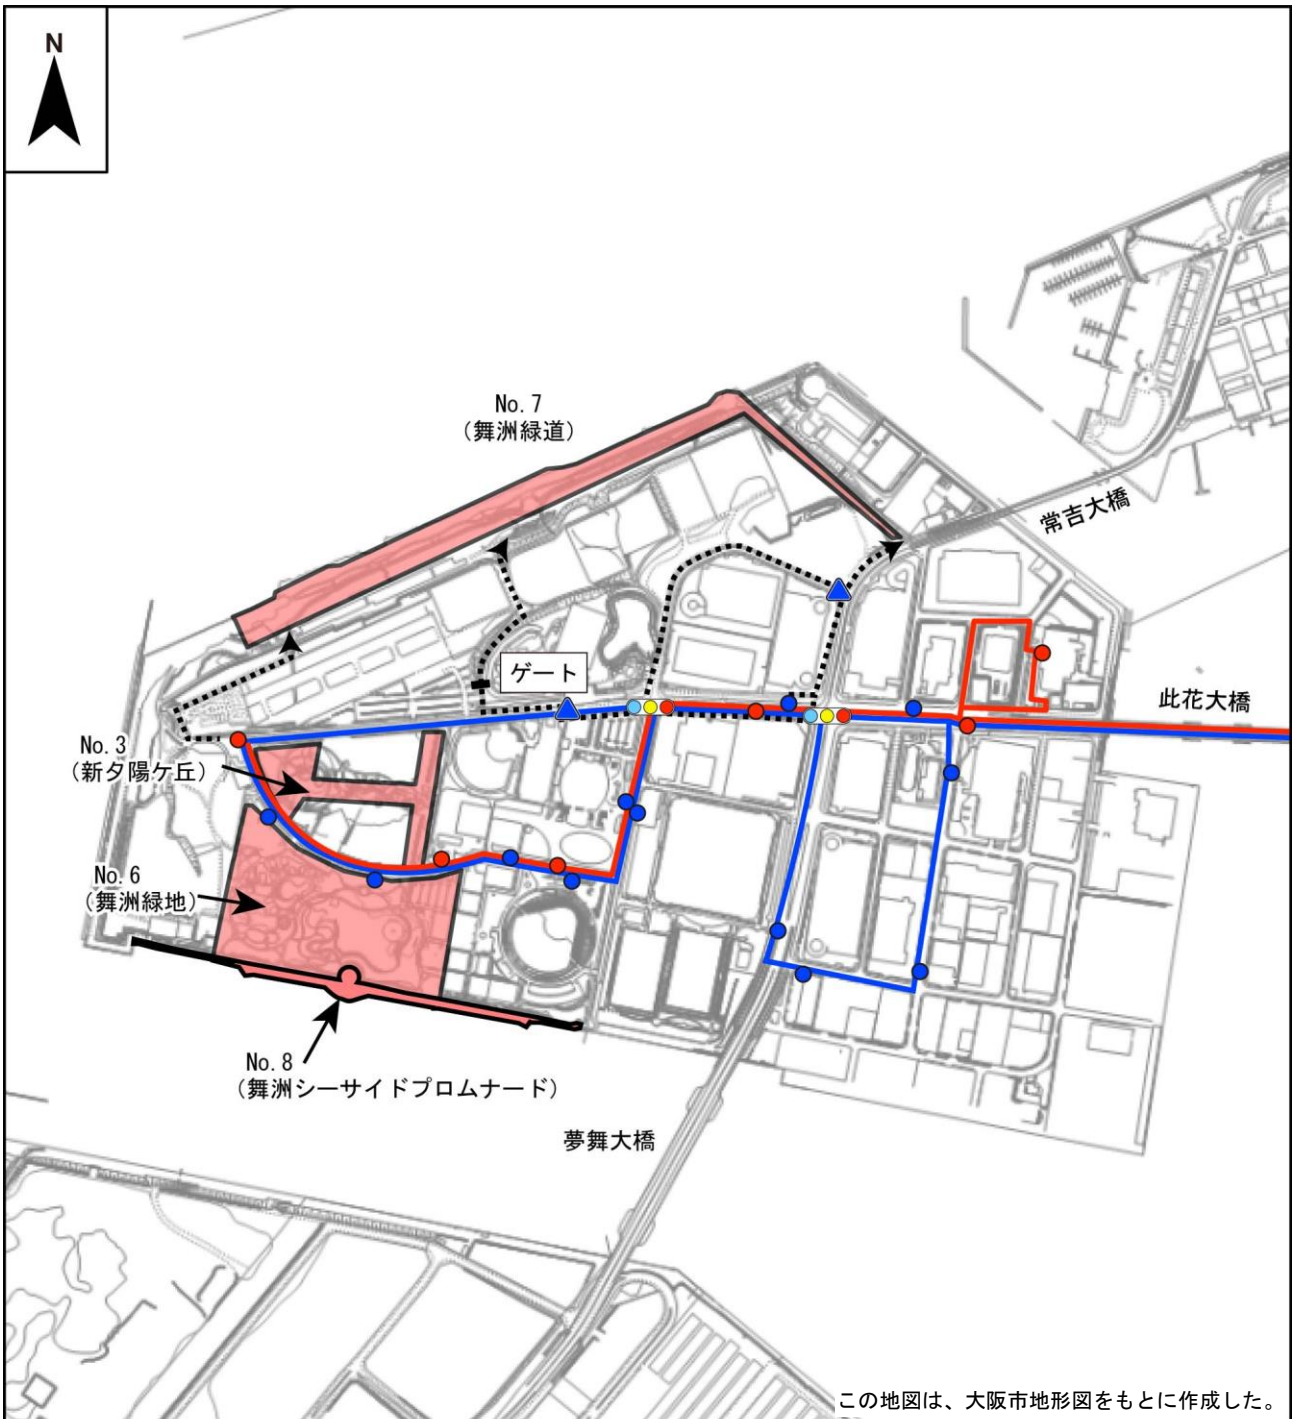 N
No. 7
（舞洲緑道）
常吉大橋
ゲート
此花大橋
No. 3
（新夕陽ケ丘）
No. 6
（舞洲緑地）
No. 8
（舞洲シーサイドプロムナード）
夢舞大橋
この地図は、大阪市地形図をもとに作成した。